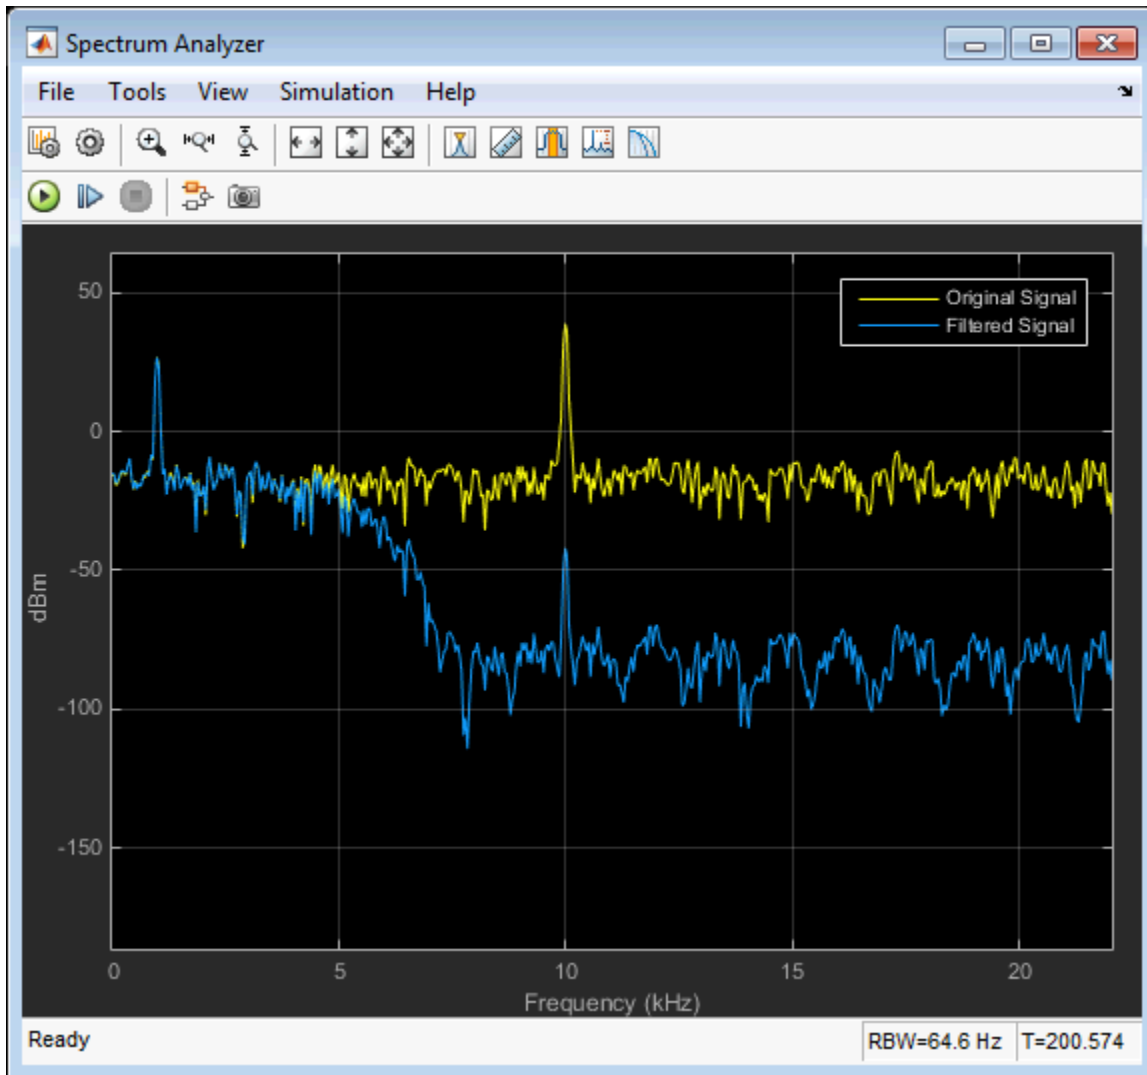 Spectrum Analyzer
File Tools View Simulation Help
Original Signal
Filtered Signal
50
0
-50
-100
-150
dBm
0 5 10 15 20
Frequency (kHz)
Ready RBW=64.6 Hz T=200.574